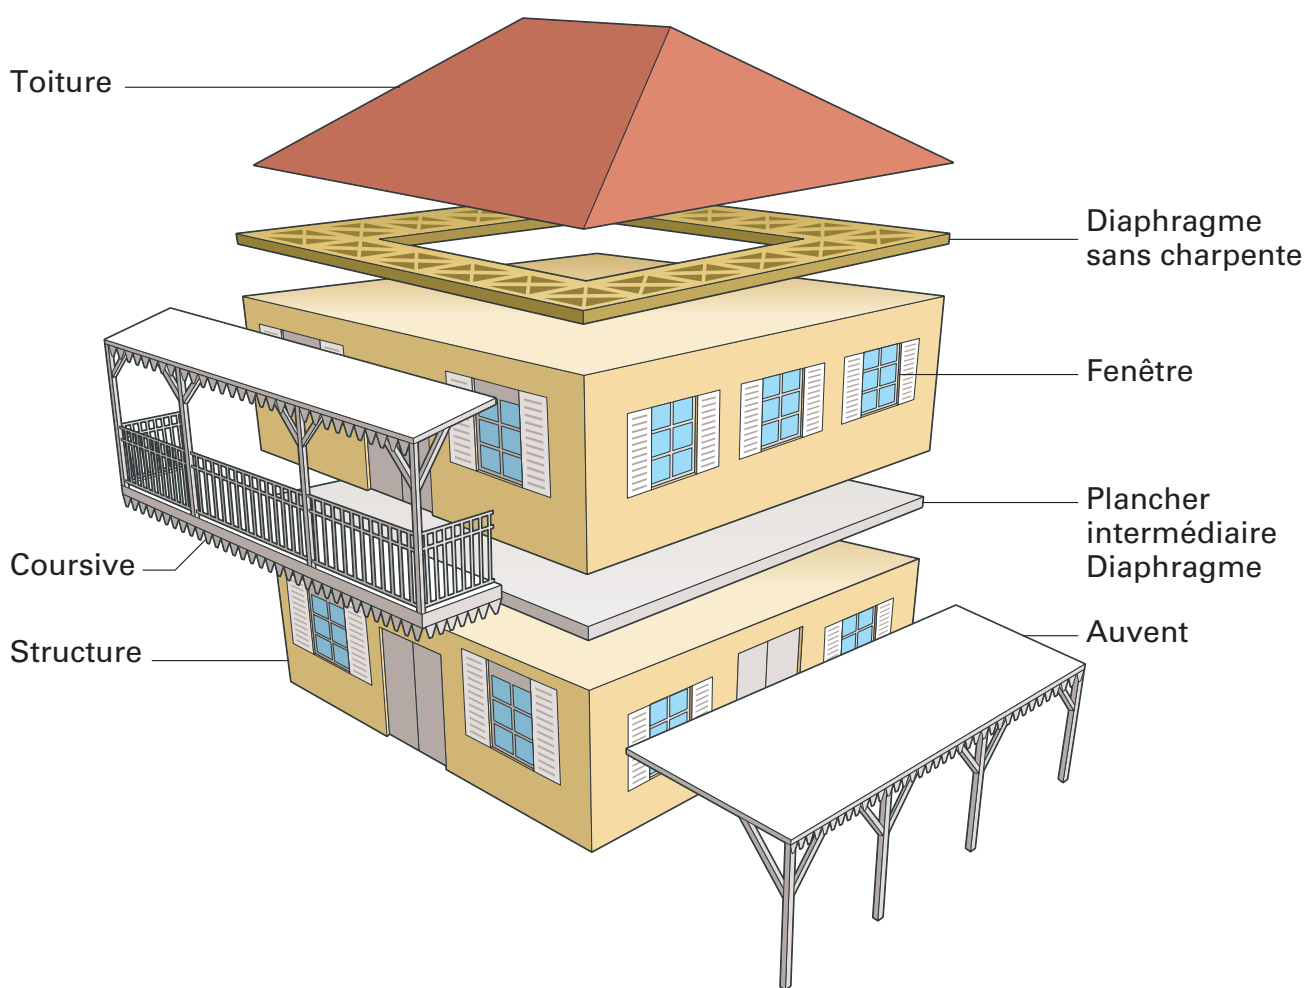 Toiture
Diaphragme
sans charpente
Fenêtre
Plancher
intermédiaire
Diaphragme
Coursive
Auvent
Structure